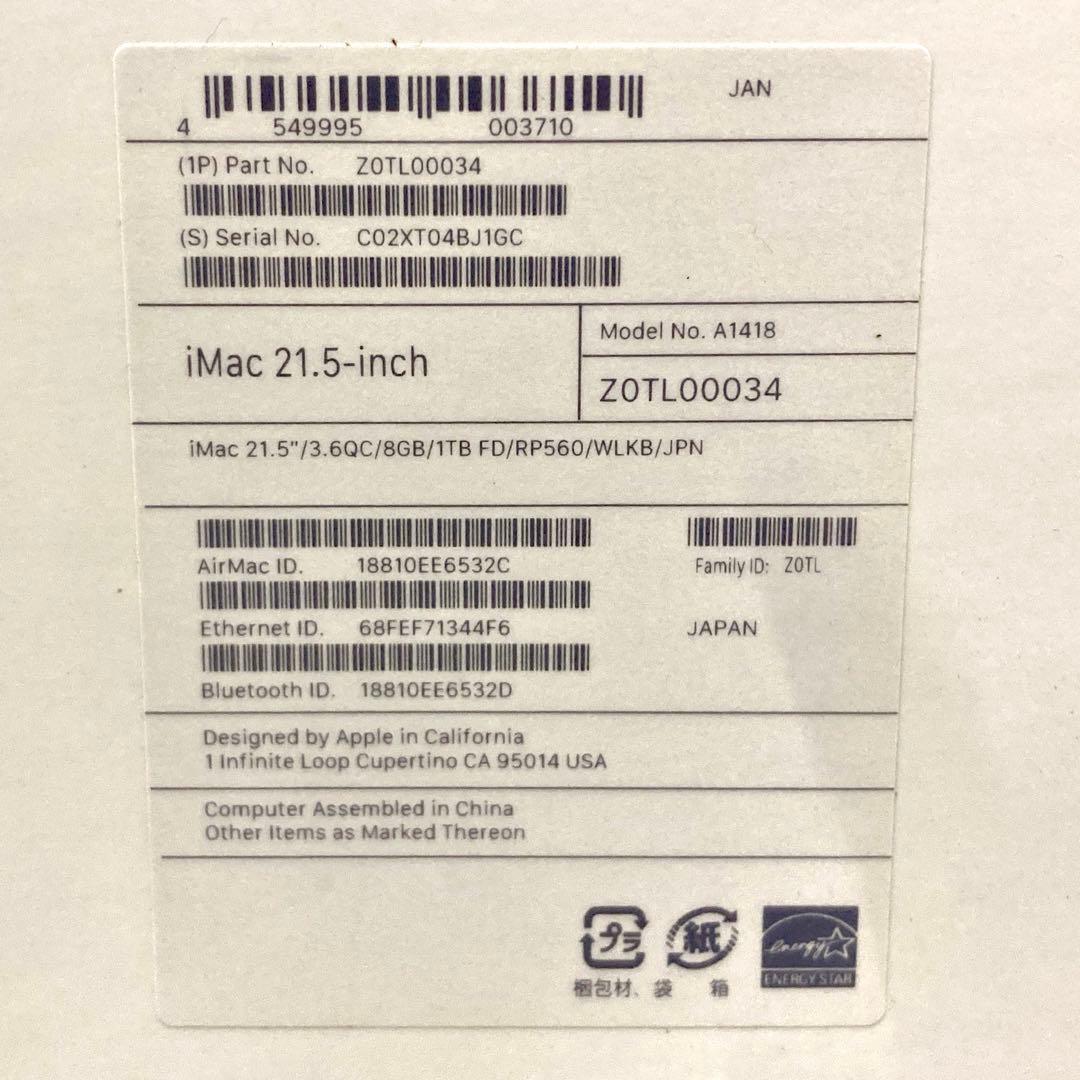 JAN
4 549995 003710
(1P) Part No. Z0TL00034
(S) Serial No. C02XT04BJ1GC
iMac 21.5-inch
Model No. A1418
Z0TL00034
iMac 21.5"/3.6QC/8GB/1TB FD/RP560/WLKB/JPN
AirMac ID. 18810EE6532C
Family ID: Z0TL
Ethernet ID. 68FEF71344F6
JAPAN
Bluetooth ID. 18810EE6532D
Designed by Apple in California
1 Infinite Loop Cupertino CA 95014 USA
Computer Assembled in China
Other Items as Marked Thereon
プラ
紙
energy
ENERGY STAR
梱包材、袋 箱